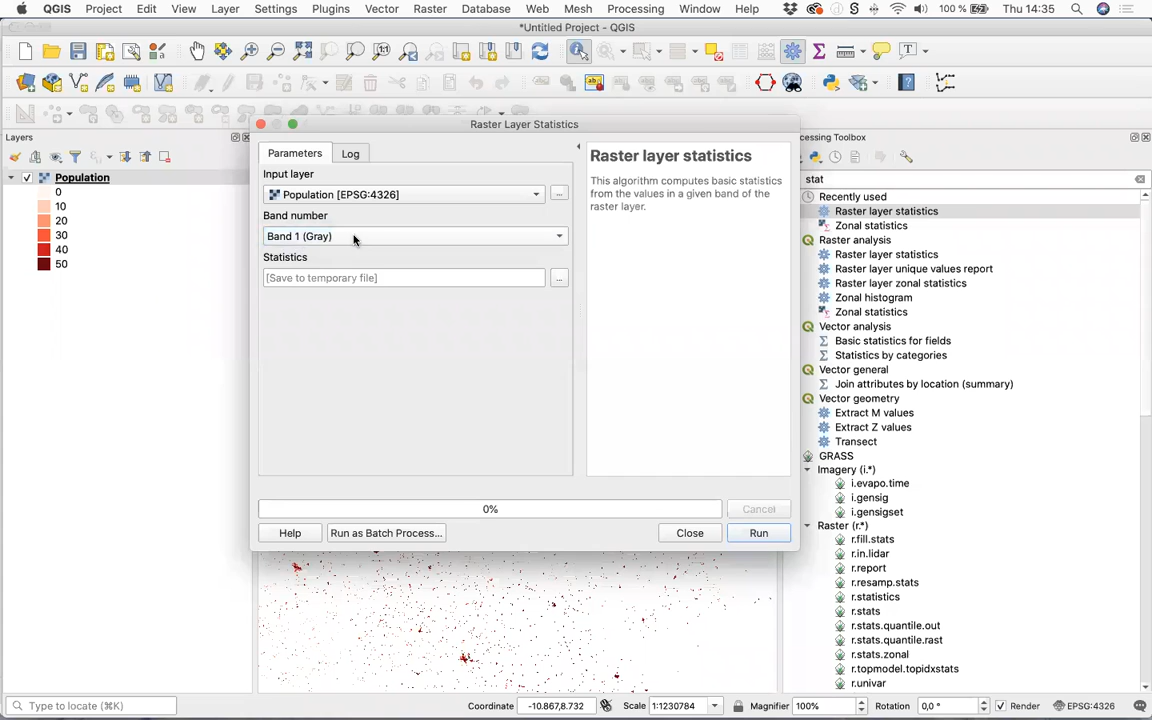 QGIS Project Edit View Layer Settings Plugins Vector Raster Database Web Mesh Processing Window Help 100 % Thu 14:35
*Untitled Project - QGIS
Layers
Population
0
10
20
30
40
50
Raster Layer Statistics
Parameters Log
Input layer
Population [EPSG:4326]
Band number
Band 1 (Gray)
Statistics
[Save to temporary file]
Raster layer statistics
This algorithm computes basic statistics
from the values in a given band of the
raster layer.
0%
Cancel
Help Run as Batch Process... Close Run
cessing Toolbox
stat
Recently used
Raster layer statistics
Zonal statistics
Raster analysis
Raster layer statistics
Raster layer unique values report
Raster layer zonal statistics
Zonal histogram
Zonal statistics
Vector analysis
Basic statistics for fields
Statistics by categories
Vector general
Join attributes by location (summary)
Vector geometry
Extract M values
Extract Z values
Transect
GRASS
Imagery (i.*)
i.evapo.time
i.gensig
i.gensigset
Raster (r.*)
r.fill.stats
r.in.lidar
r.report
r.resamp.stats
r.statistics
r.stats
r.stats.quantile.out
r.stats.quantile.rast
r.stats.zonal
r.topmodel.topidxstats
r.univar
Type to locate (⌘K) Coordinate -10.867,8.732 Scale 1:1230784 Magnifier 100% Rotation 0,0 ° Render EPSG:4326